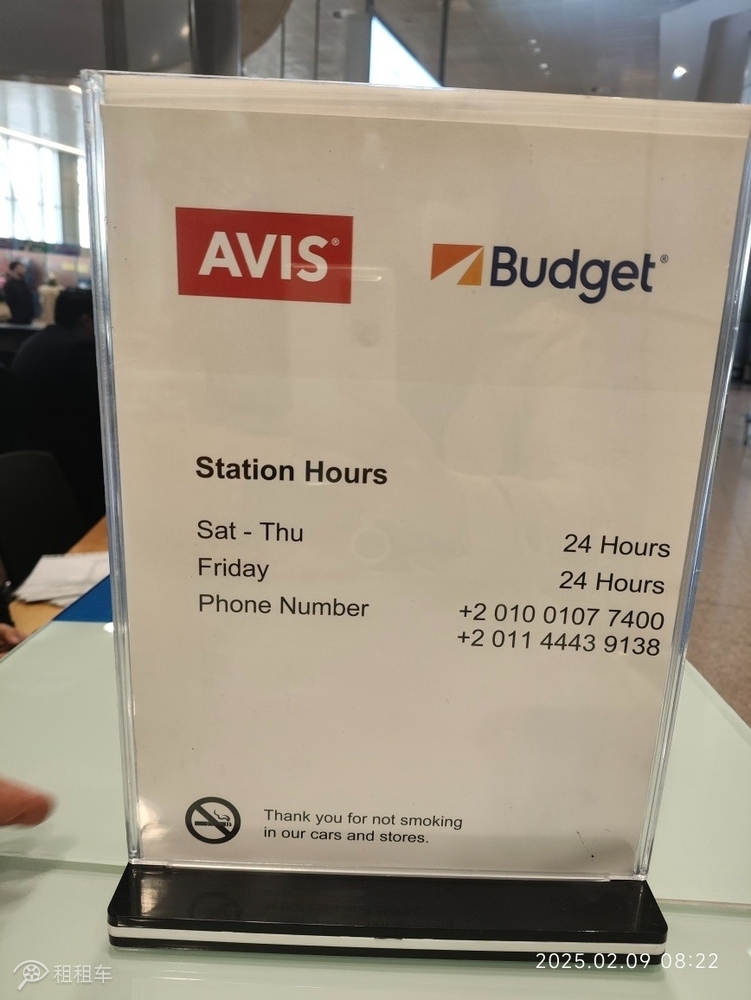 AVIS®
Budget®
Station Hours
Sat - Thu 24 Hours
Friday 24 Hours
Phone Number +2 010 0107 7400
+2 011 4443 9138
Thank you for not smoking
in our cars and stores.
2025.02.09 08:22
租租车